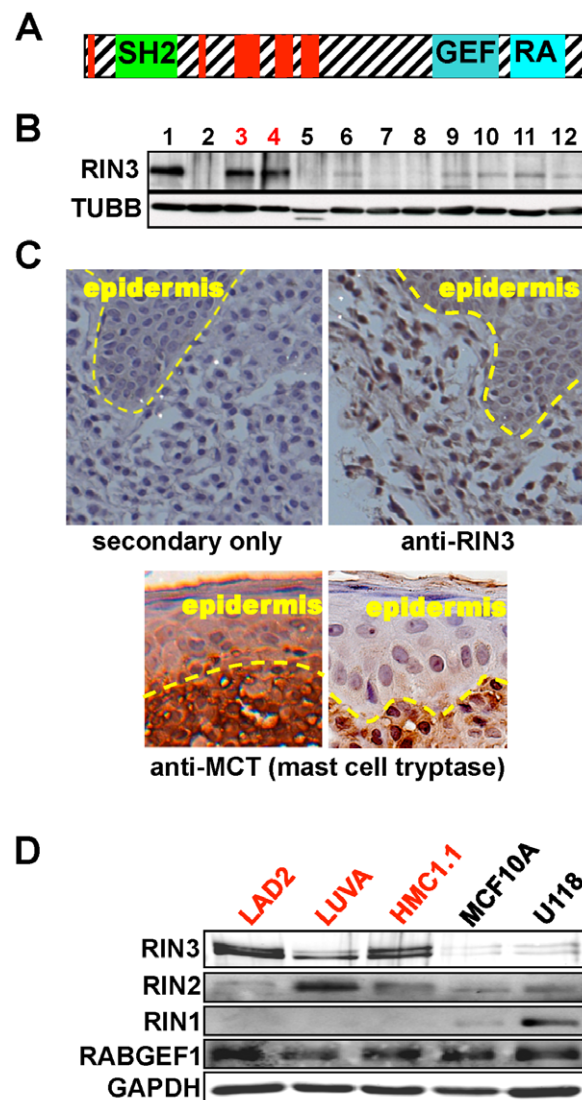 A
SH2 GEF RA
B
1 2 3 4 5 6 7 8 9 10 11 12
RIN3
TUBB
C
epidermis epidermis
secondary only anti-RIN3
epidermis epidermis
anti-MCT (mast cell tryptase)
D
LAD2 LUVA HMC1.1 MCF10A U118
RIN3
RIN2
RIN1
RABGEF1
GAPDH